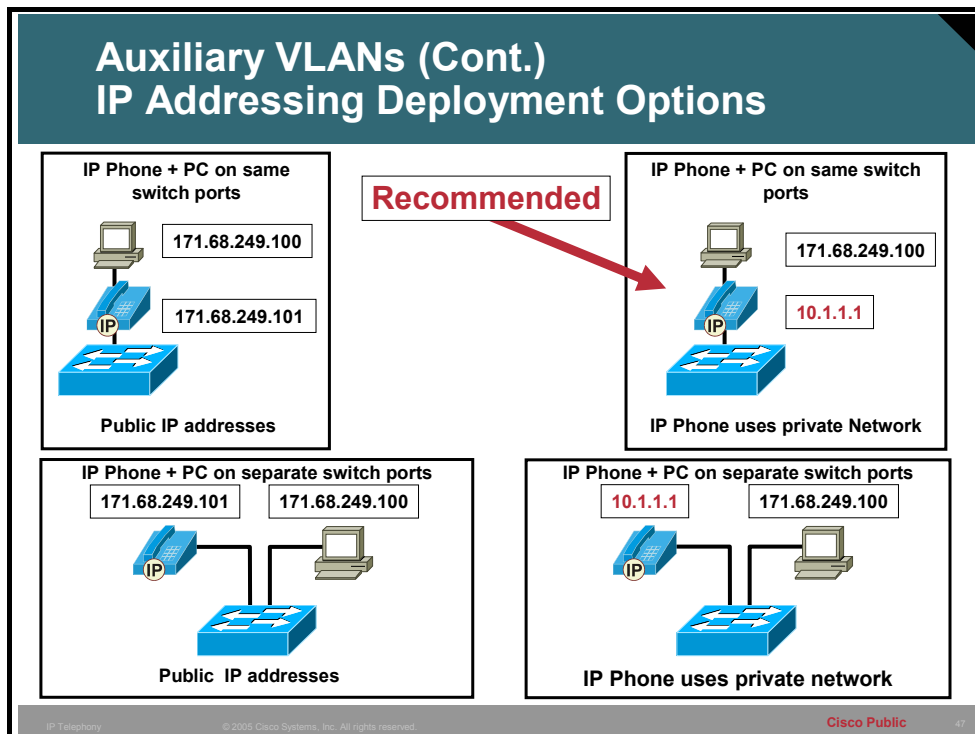 Auxiliary VLANs (Cont.)
IP Addressing Deployment Options
IP Phone + PC on same
switch ports
171.68.249.100
171.68.249.101
IP
Public IP addresses
Recommended
IP Phone + PC on same switch
ports
171.68.249.100
10.1.1.1
IP
IP Phone uses private Network
IP Phone + PC on separate switch ports
171.68.249.101
171.68.249.100
IP
Public IP addresses
IP Phone + PC on separate switch ports
10.1.1.1
171.68.249.100
IP
IP Phone uses private network
IP Telephony
© 2005 Cisco Systems, Inc. All rights reserved.
Cisco Public
47